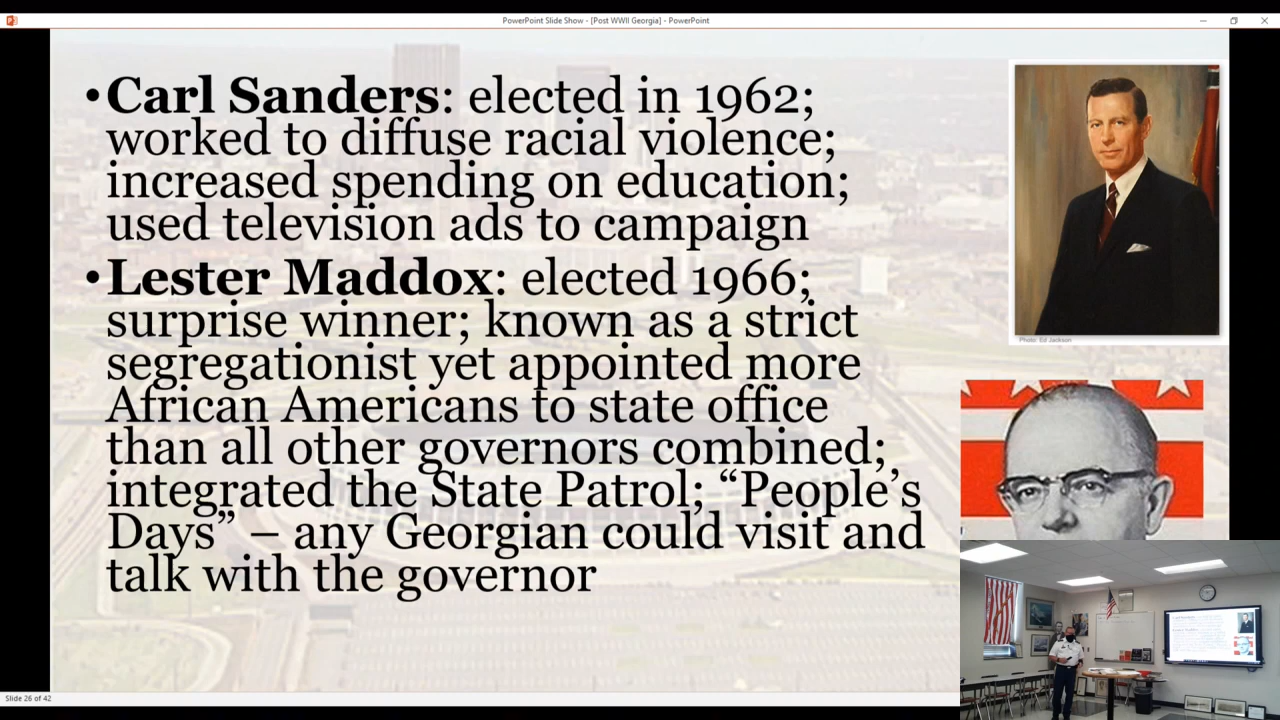 PowerPoint Slide Show - [Post WWII Georgia] - PowerPoint
•Carl Sanders: elected in 1962;
worked to diffuse racial violence;
increased spending on education;
used television ads to campaign
•Lester Maddox: elected 1966;
surprise winner; known as a strict
segregationist yet appointed more
African Americans to state office
than all other governors combined;
integrated the State Patrol; “People’s
Days” – any Georgian could visit and
talk with the governor
Photo: Ed Jackson
Slide 26 of 42